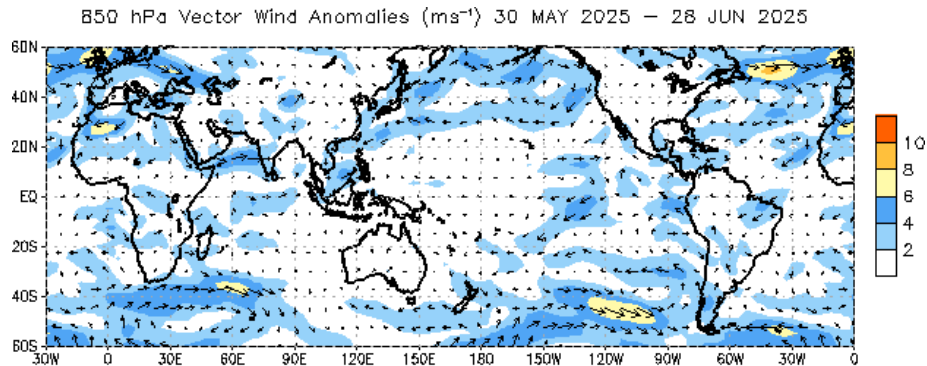 850 hPa Vector Wind Anomalies (ms⁻¹) 30 MAY 2025 – 28 JUN 2025
60N
40N
20N
EQ
20S
40S
60S
30W 0 30E 60E 90E 120E 150E 180 150W 120W 90W 60W 30W 0
10
8
6
4
2